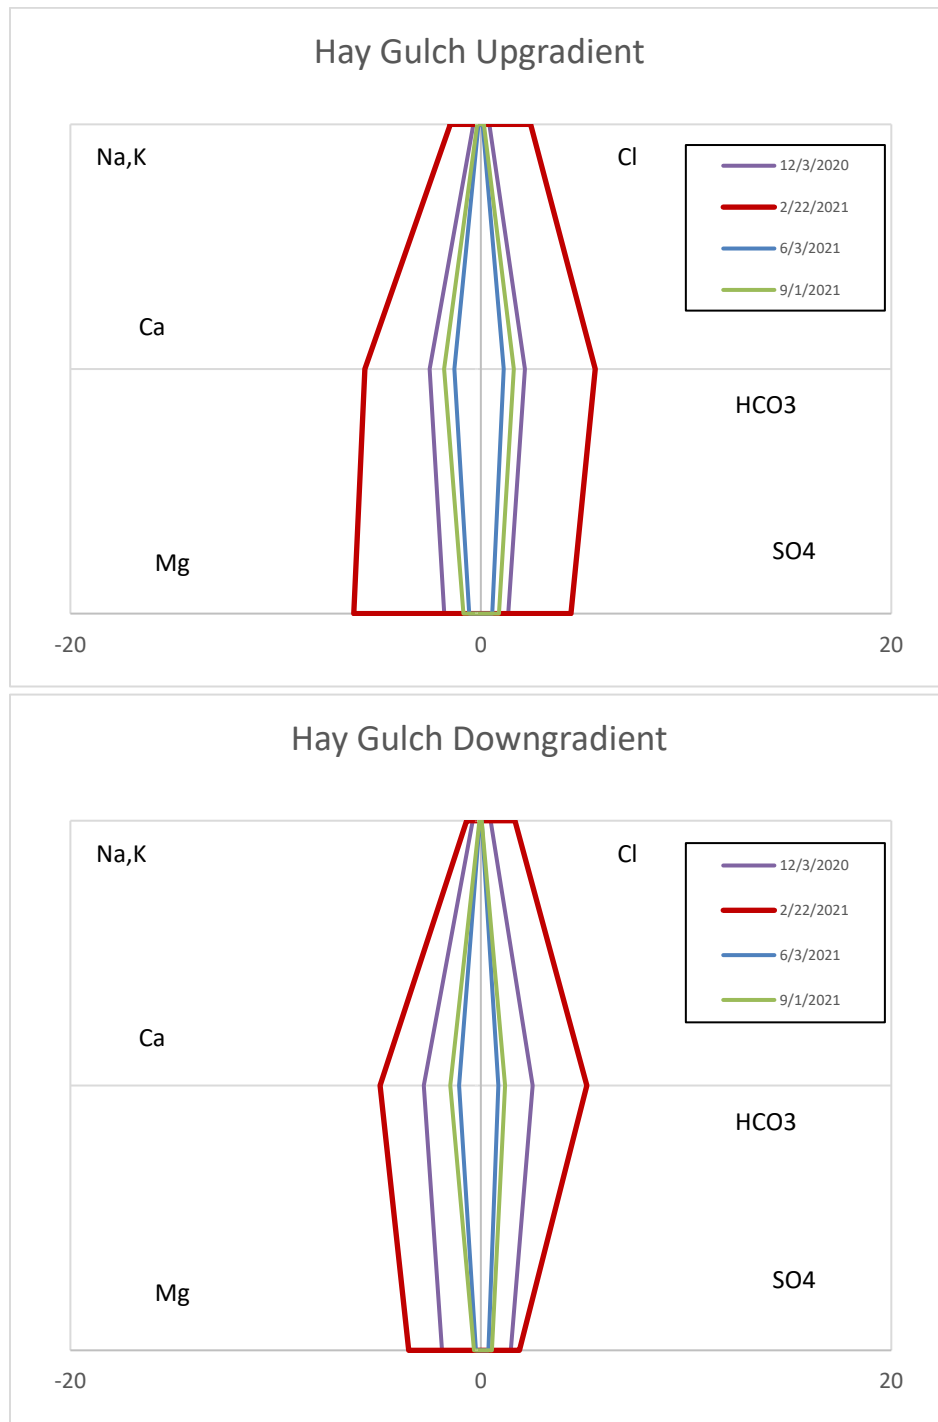 Hay Gulch Upgradient
Na,K
Cl
12/3/2020
2/22/2021
6/3/2021
9/1/2021
Ca
HCO3
Mg
SO4
-20
0
20
Hay Gulch Downgradient
Na,K
Cl
12/3/2020
2/22/2021
6/3/2021
9/1/2021
Ca
HCO3
Mg
SO4
-20
0
20